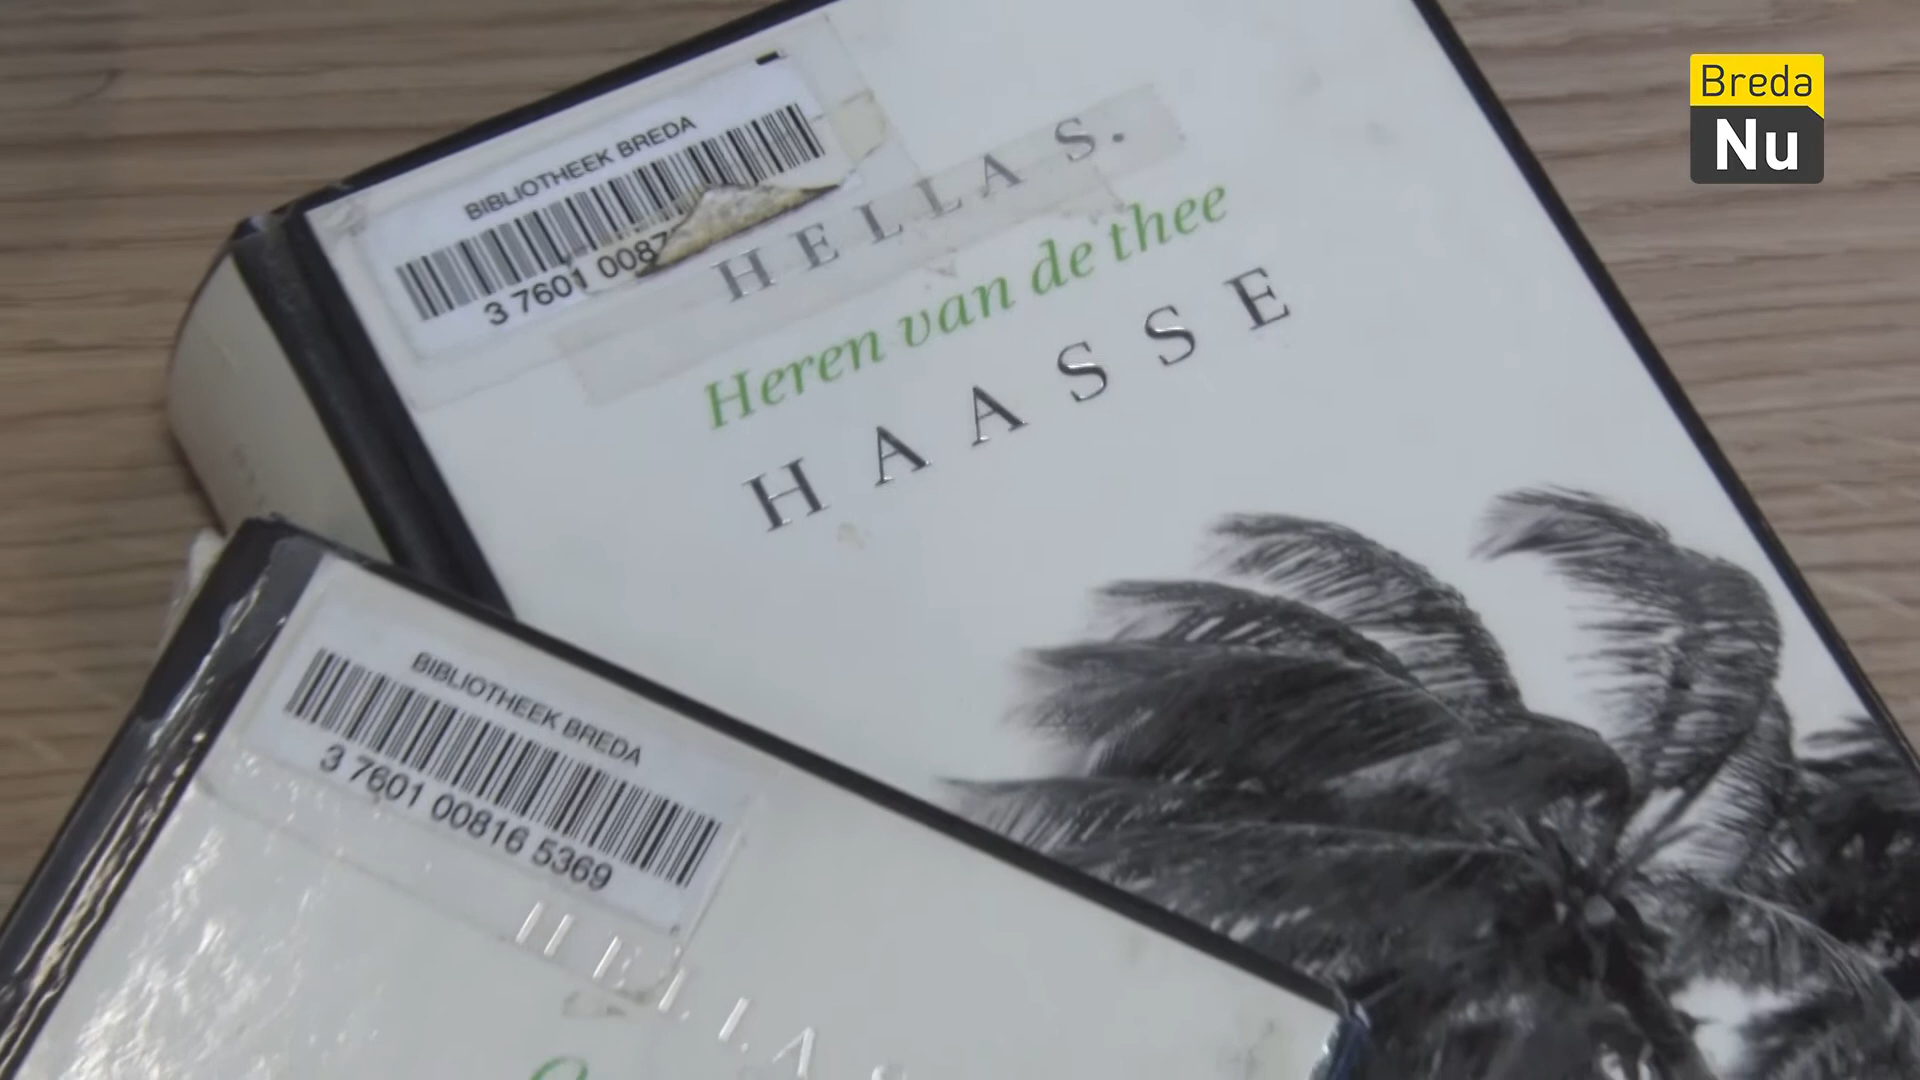 Breda
Nu
BIBLIOTHEEK BREDA
3 7601 0087
HELLA S.
Heren van de thee
HAASSE
BIBLIOTHEEK BREDA
3 7601 00816 5369
HELLA S